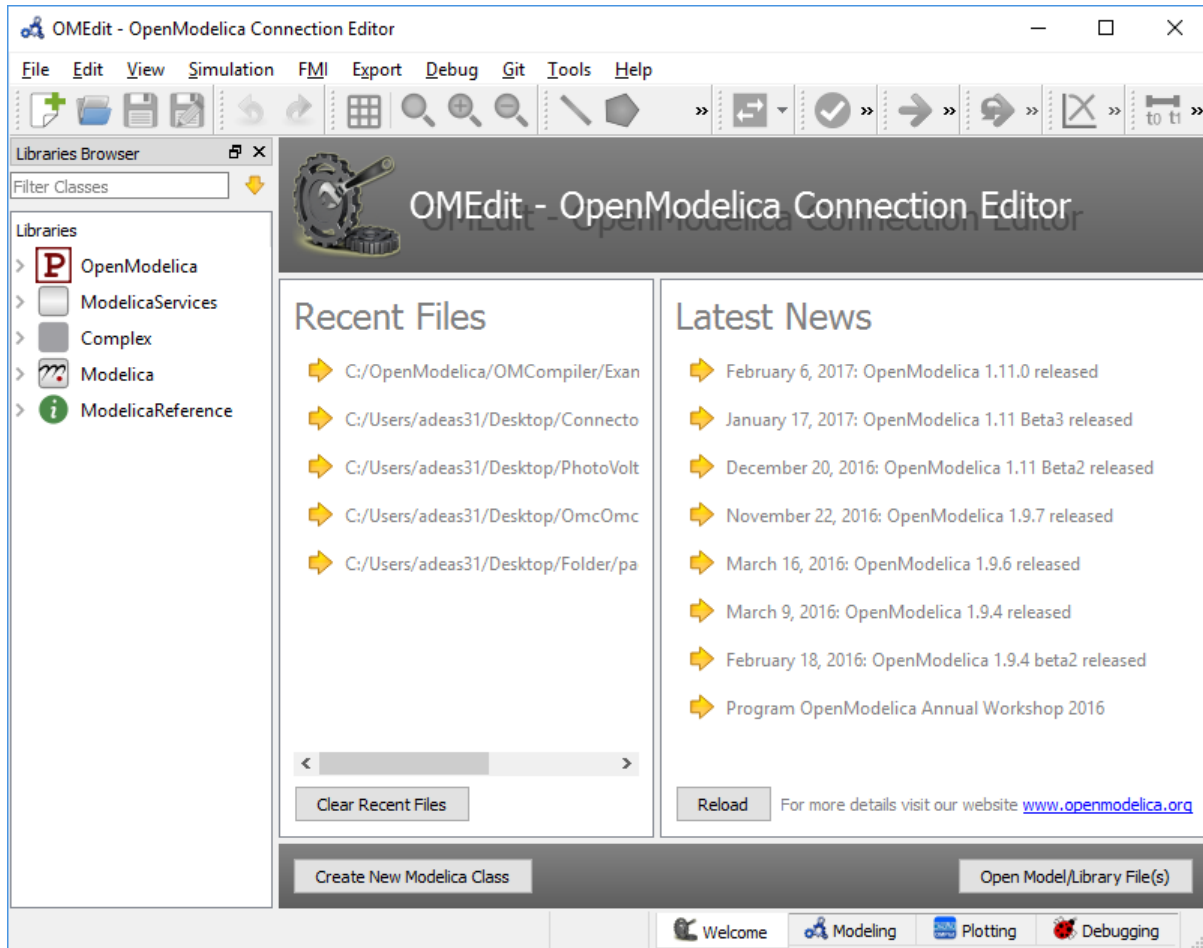 OMEdit - OpenModelica Connection Editor
File Edit View Simulation FMI Export Debug Git Tools Help
» » » » » t0 t1 »
Libraries Browser
Filter Classes
Libraries
P OpenModelica
ModelicaServices
Complex
m Modelica
i ModelicaReference
OMEdit - OpenModelica Connection Editor
Recent Files
C:/OpenModelica/OMCompiler/Exan
C:/Users/adeas31/Desktop/Connecto
C:/Users/adeas31/Desktop/PhotoVolt
C:/Users/adeas31/Desktop/OmcOmc
C:/Users/adeas31/Desktop/Folder/pa
Clear Recent Files
Latest News
February 6, 2017: OpenModelica 1.11.0 released
January 17, 2017: OpenModelica 1.11 Beta3 released
December 20, 2016: OpenModelica 1.11 Beta2 released
November 22, 2016: OpenModelica 1.9.7 released
March 16, 2016: OpenModelica 1.9.6 released
March 9, 2016: OpenModelica 1.9.4 released
February 18, 2016: OpenModelica 1.9.4 beta2 released
Program OpenModelica Annual Workshop 2016
Reload For more details visit our website www.openmodelica.org
Create New Modelica Class Open Model/Library File(s)
Welcome Modeling Plotting Debugging